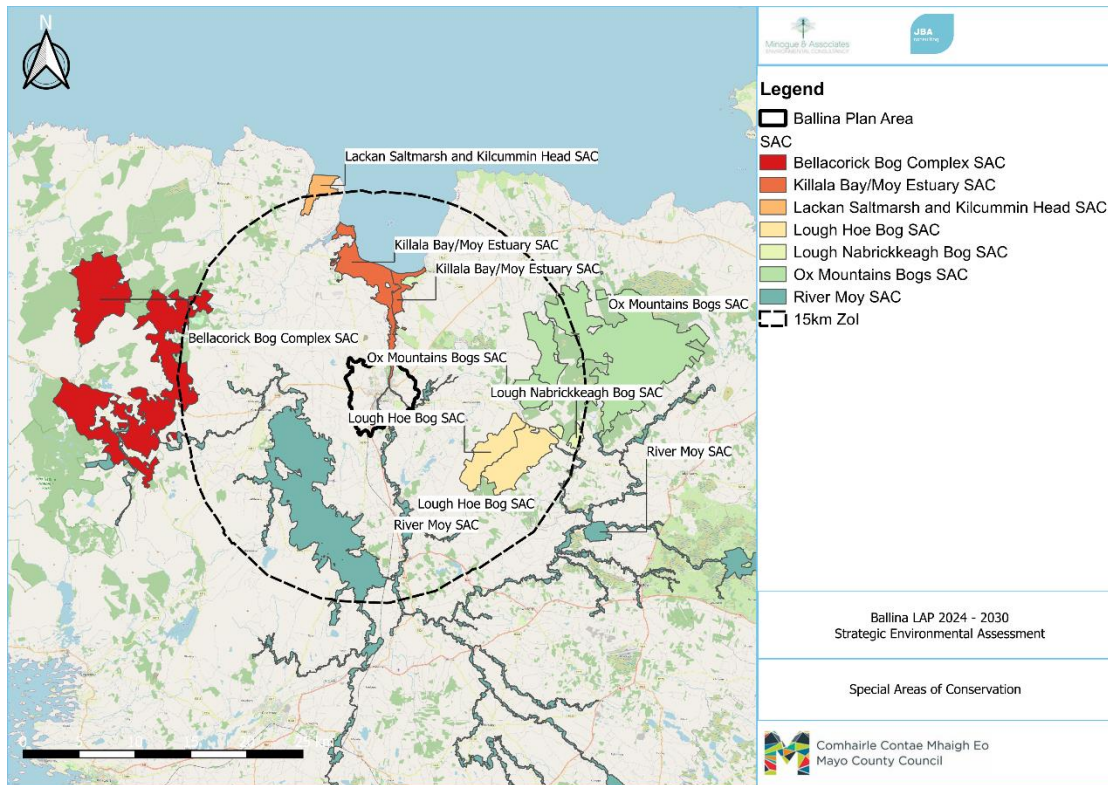 N
Lackan Saltmarsh and Kilcummin Head SAC
Killala Bay/Moy Estuary SAC
Killala Bay/Moy Estuary SAC
Ox Mountains Bogs SAC
Bellacorick Bog Complex SAC
Ox Mountains Bogs SAC
Lough Nabrickkeagh Bog SAC
Lough Hoe Bog SAC
River Moy SAC
Lough Hoe Bog SAC
River Moy SAC
Minogue & Associates
ENVIRONMENTAL CONSULTANCY
JBA
consulting
Legend
Ballina Plan Area
SAC
Bellacorick Bog Complex SAC
Killala Bay/Moy Estuary SAC
Lackan Saltmarsh and Kilcummin Head SAC
Lough Hoe Bog SAC
Lough Nabrickkeagh Bog SAC
Ox Mountains Bogs SAC
River Moy SAC
15km ZoI
Ballina LAP 2024 - 2030
Strategic Environmental Assessment
Special Areas of Conservation
Comhairle Contae Mhaigh Eo
Mayo County Council